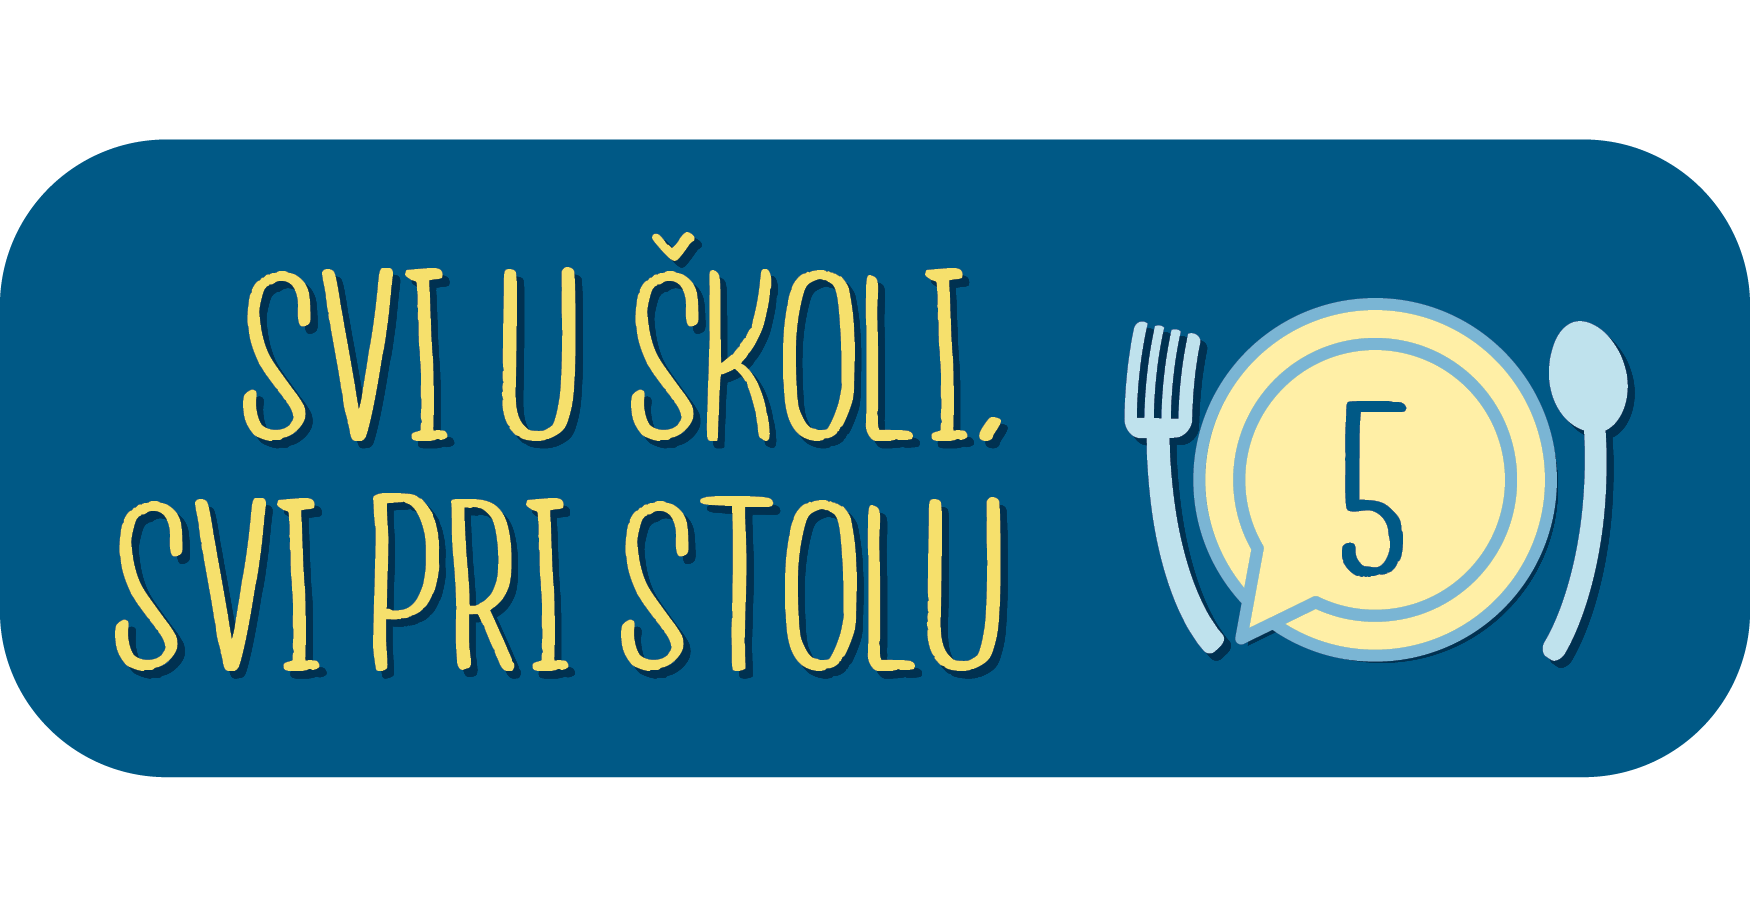 SVI U ŠKOLI,
SVI PRI STOLU
5